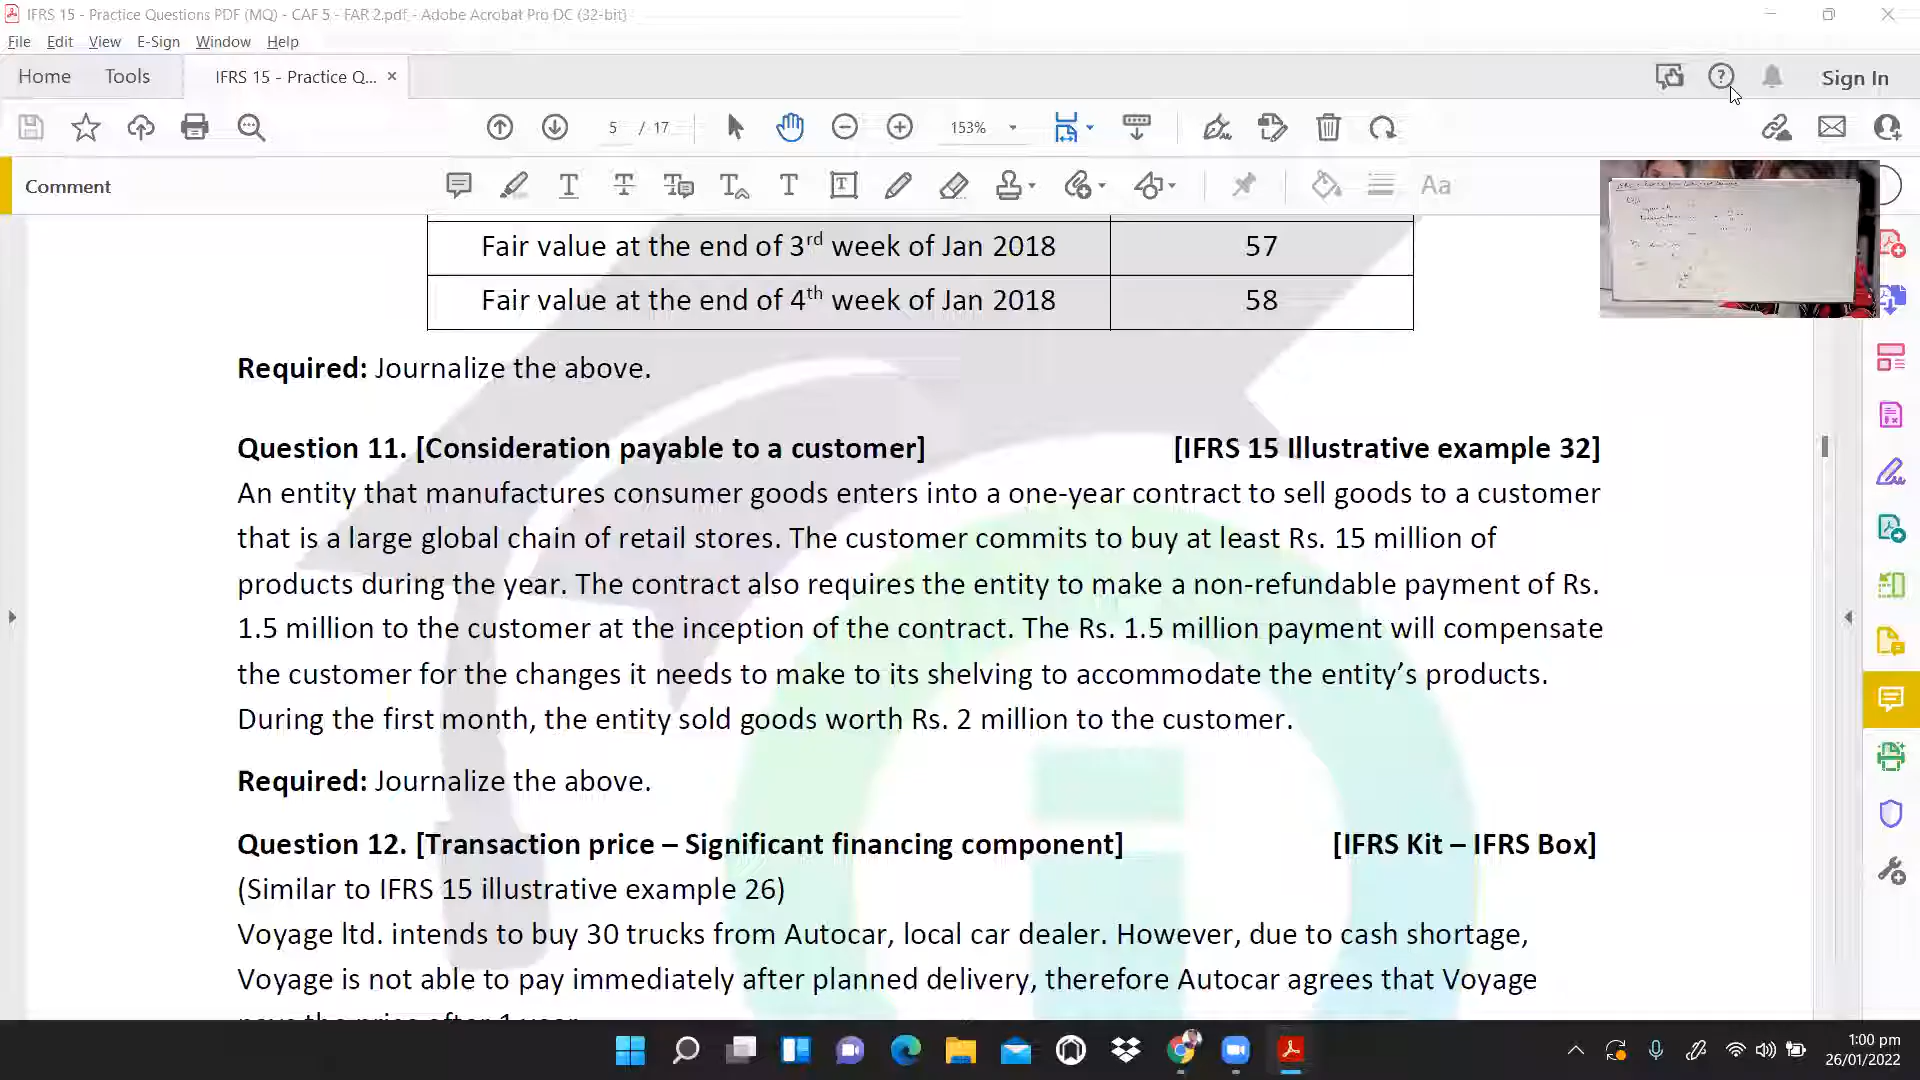 IFRS 15 - Practice Questions PDF (MQ) - CAF 5 - FAR 2.pdf - Adobe Acrobat Pro DC (32-bit)
File Edit View E-Sign Window Help
Home Tools IFRS 15 - Practice Q... × Sign In
5 / 17 153%
Comment Aa
Fair value at the end of 3rd week of Jan 2018 57
Fair value at the end of 4th week of Jan 2018 58
Required: Journalize the above.
Question 11. [Consideration payable to a customer] [IFRS 15 Illustrative example 32]
An entity that manufactures consumer goods enters into a one-year contract to sell goods to a customer
that is a large global chain of retail stores. The customer commits to buy at least Rs. 15 million of
products during the year. The contract also requires the entity to make a non-refundable payment of Rs.
1.5 million to the customer at the inception of the contract. The Rs. 1.5 million payment will compensate
the customer for the changes it needs to make to its shelving to accommodate the entity’s products.
During the first month, the entity sold goods worth Rs. 2 million to the customer.
Required: Journalize the above.
Question 12. [Transaction price – Significant financing component] [IFRS Kit – IFRS Box]
(Similar to IFRS 15 illustrative example 26)
Voyage ltd. intends to buy 30 trucks from Autocar, local car dealer. However, due to cash shortage,
Voyage is not able to pay immediately after planned delivery, therefore Autocar agrees that Voyage
pays the price after 1 year.
1:00 pm
26/01/2022